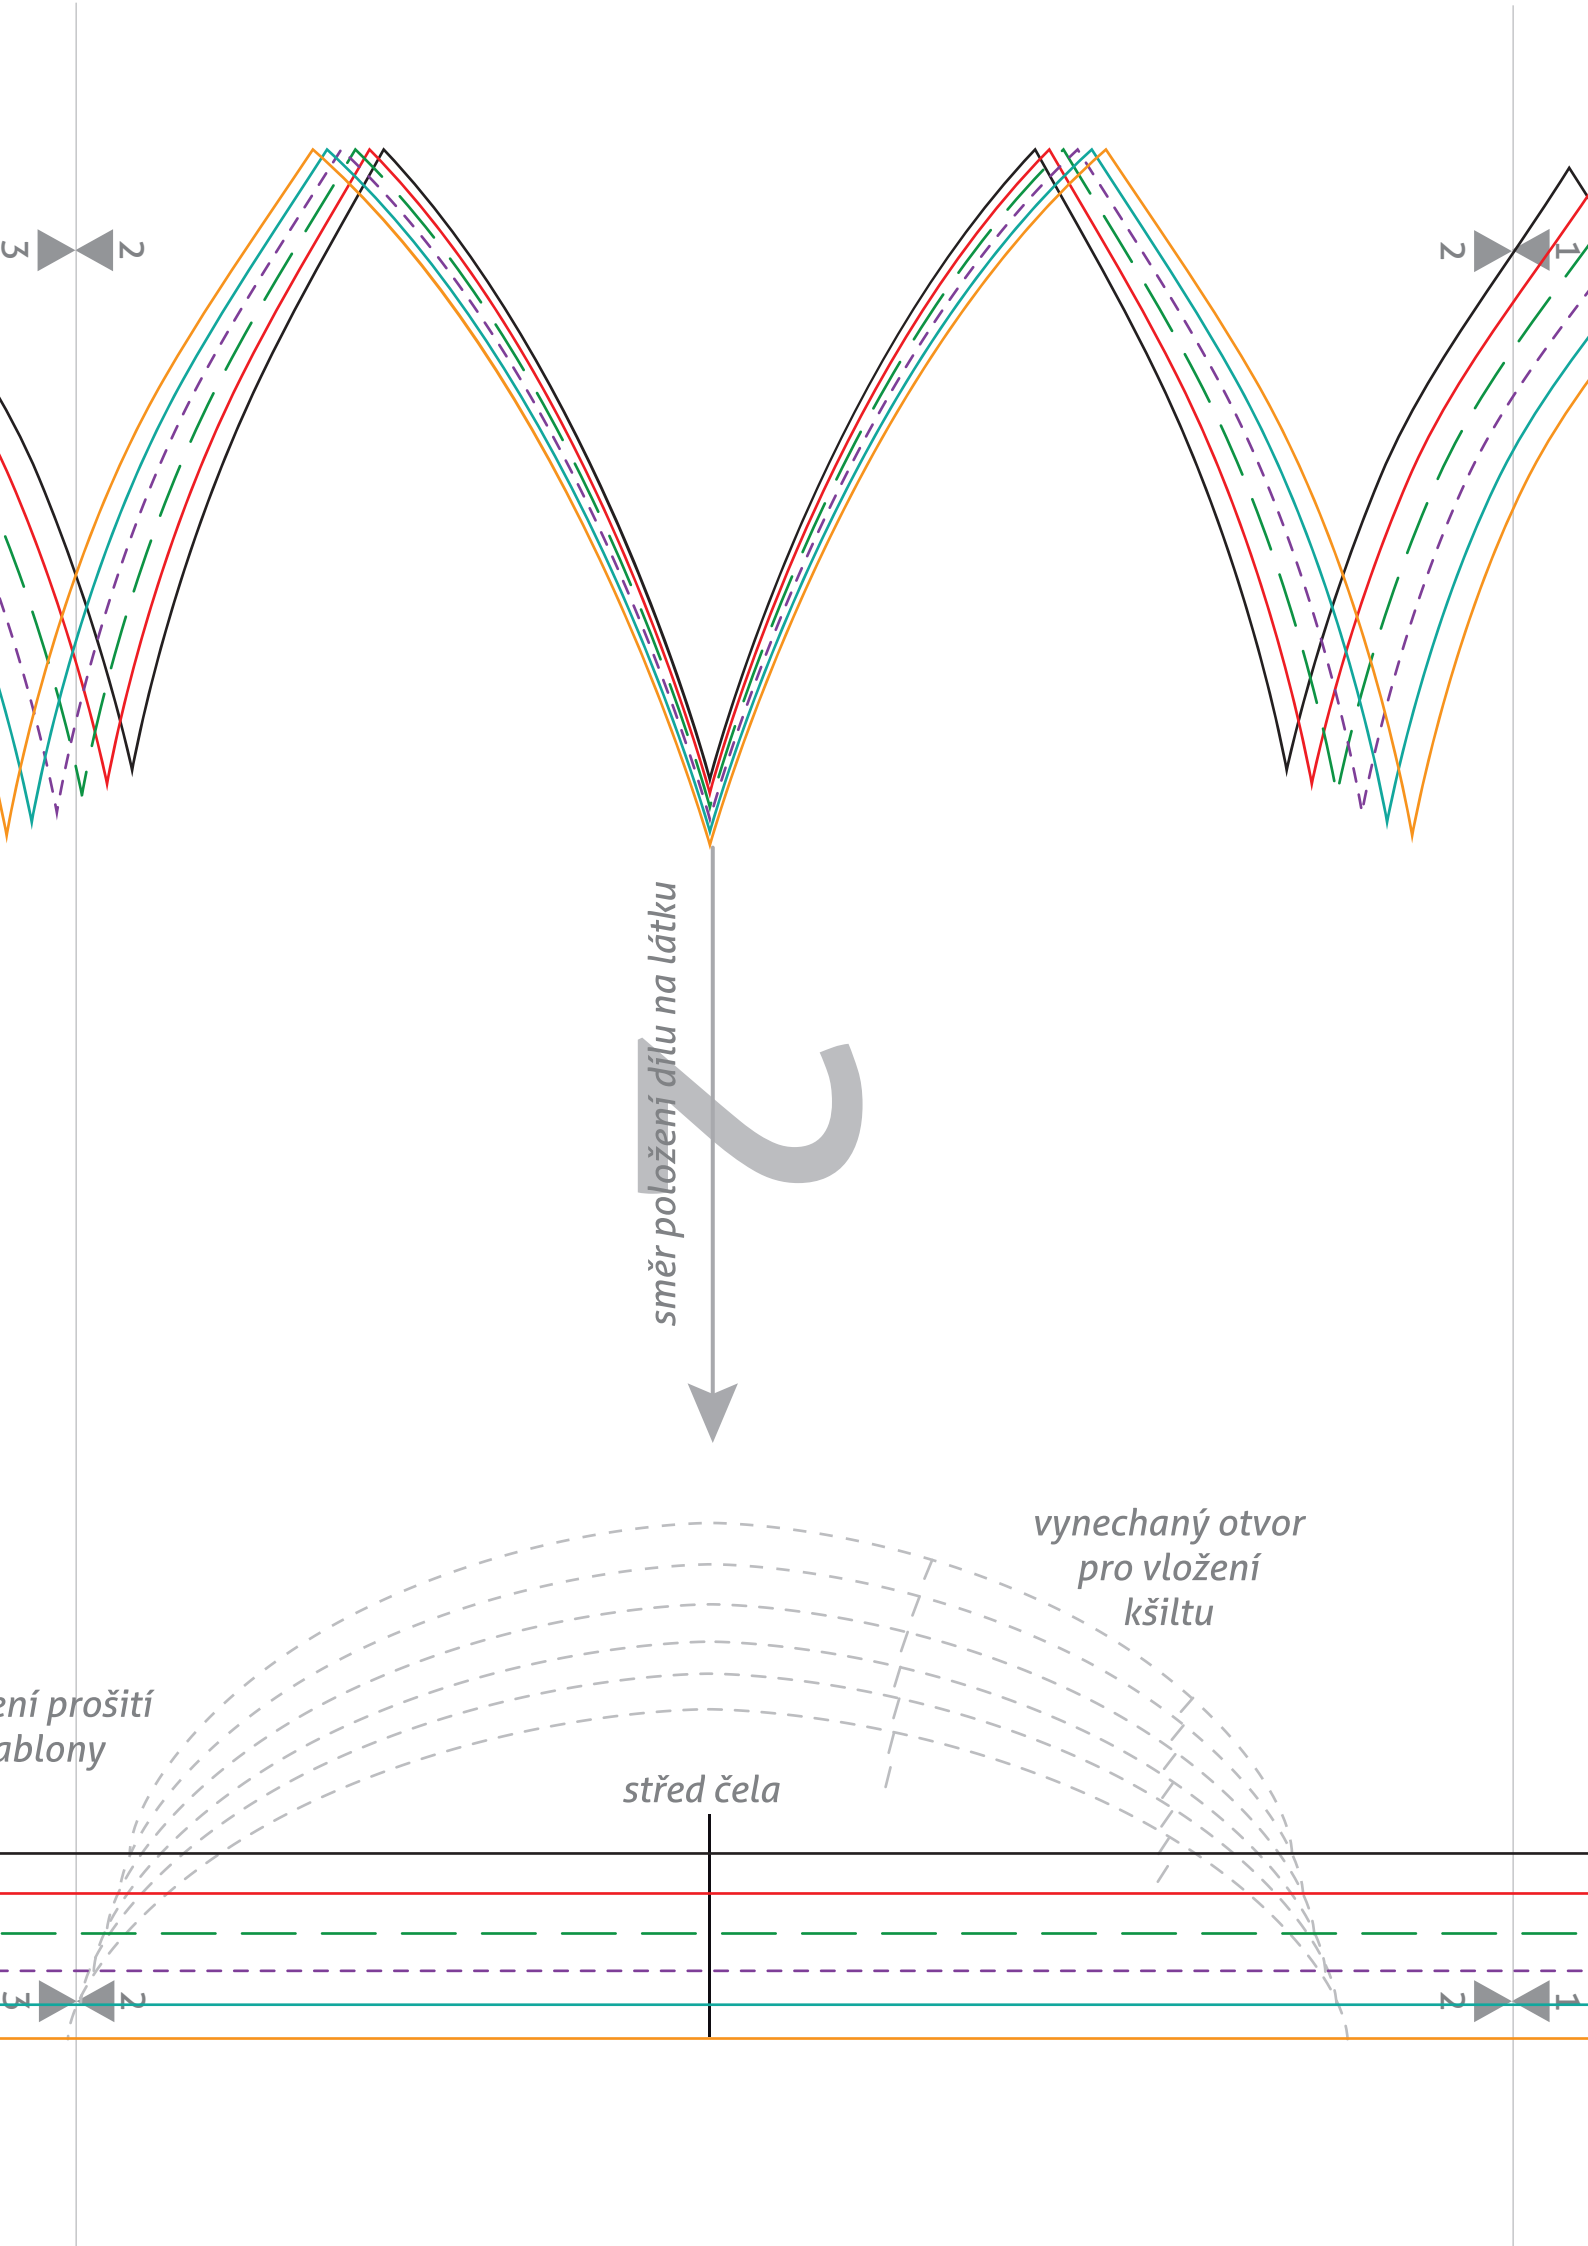 3 2
2 1
směr položení dílu na látku
2
vynechaný otvor
pro vložení
kšiltu
ení prošití
ablony
střed čela
3 2
2 1